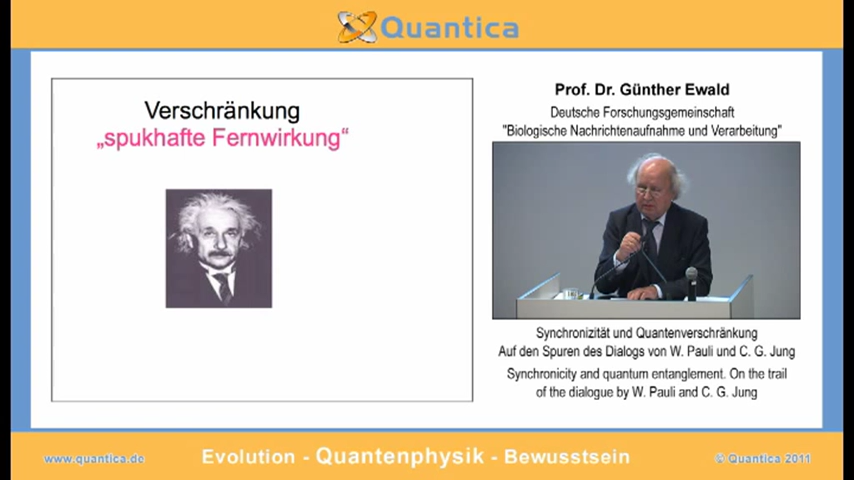 Quantica
Verschränkung
„spukhafte Fernwirkung“
Prof. Dr. Günther Ewald
Deutsche Forschungsgemeinschaft
"Biologische Nachrichtenaufnahme und Verarbeitung"
Synchronizität und Quantenverschränkung
Auf den Spuren des Dialogs von W. Pauli und C. G. Jung
Synchronicity and quantum entanglement. On the trail
of the dialogue by W. Pauli and C. G. Jung
www.quantica.de
Evolution - Quantenphysik - Bewusstsein
© Quantica 2011